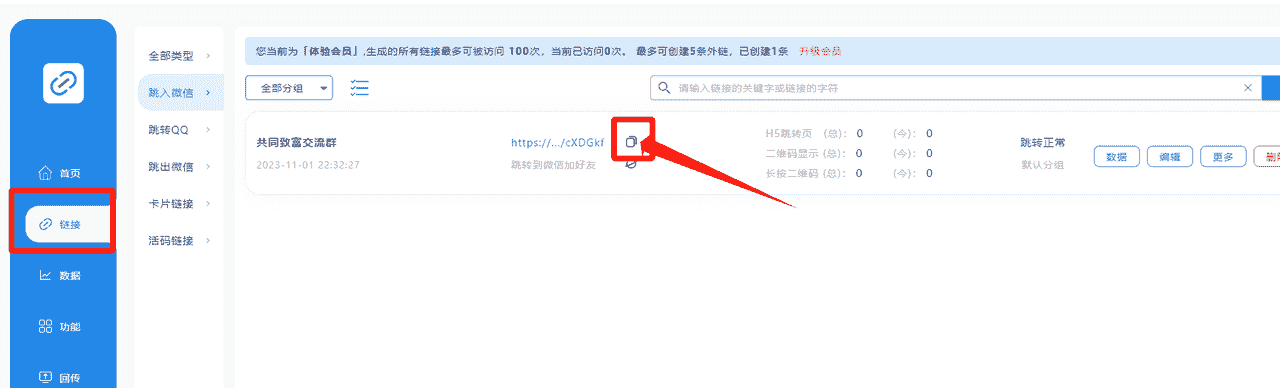 您当前为「体验会员」,生成的所有链接最多可被访问 100次，当前已访问0次。 最多可创建5条外链，已创建1条 升级会员
全部类型
跳入微信
跳转QQ
跳出微信
卡片链接
活码链接
首页
链接
数据
功能
回传
全部分组
请输入链接的关键字或链接的字符
共同致富交流群
2023-11-01 22:32:27
https://.../cXDGkf
跳转到微信加好友
H5跳转页 （总）： 0 （今）： 0
二维码显示 (总)： 0 （今）： 0
长按二维码 (总)： 0 （今）： 0
跳转正常
默认分组
数据
编辑
更多